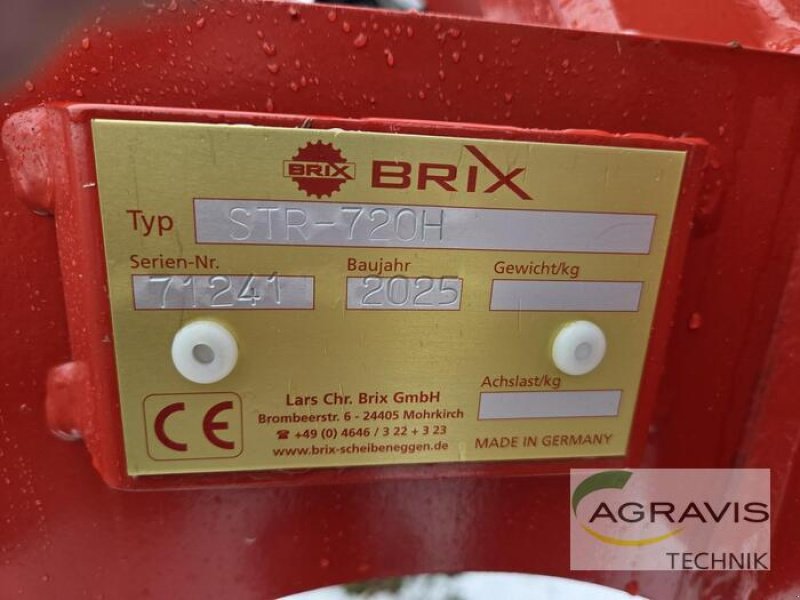 BRIX BRIX
Typ STR-720H
Serien-Nr. Baujahr Gewicht/kg
71241 2025
Achslast/kg
CE
Lars Chr. Brix GmbH
Brombeerstr. 6 - 24405 Mohrkirch
☎ +49 (0) 4646 / 3 22 + 3 23
www.brix-scheibeneggen.de
MADE IN GERMANY
AGRAVIS
TECHNIK